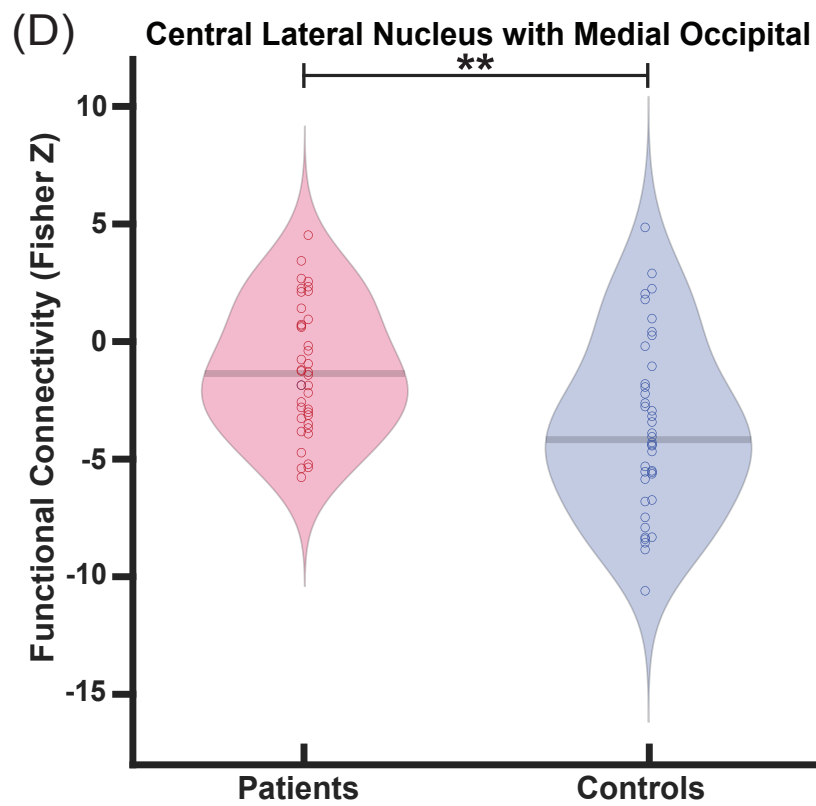 (D)
Central Lateral Nucleus with Medial Occipital
**
Functional Connectivity (Fisher Z)
10
5
0
-5
-10
-15
Patients
Controls